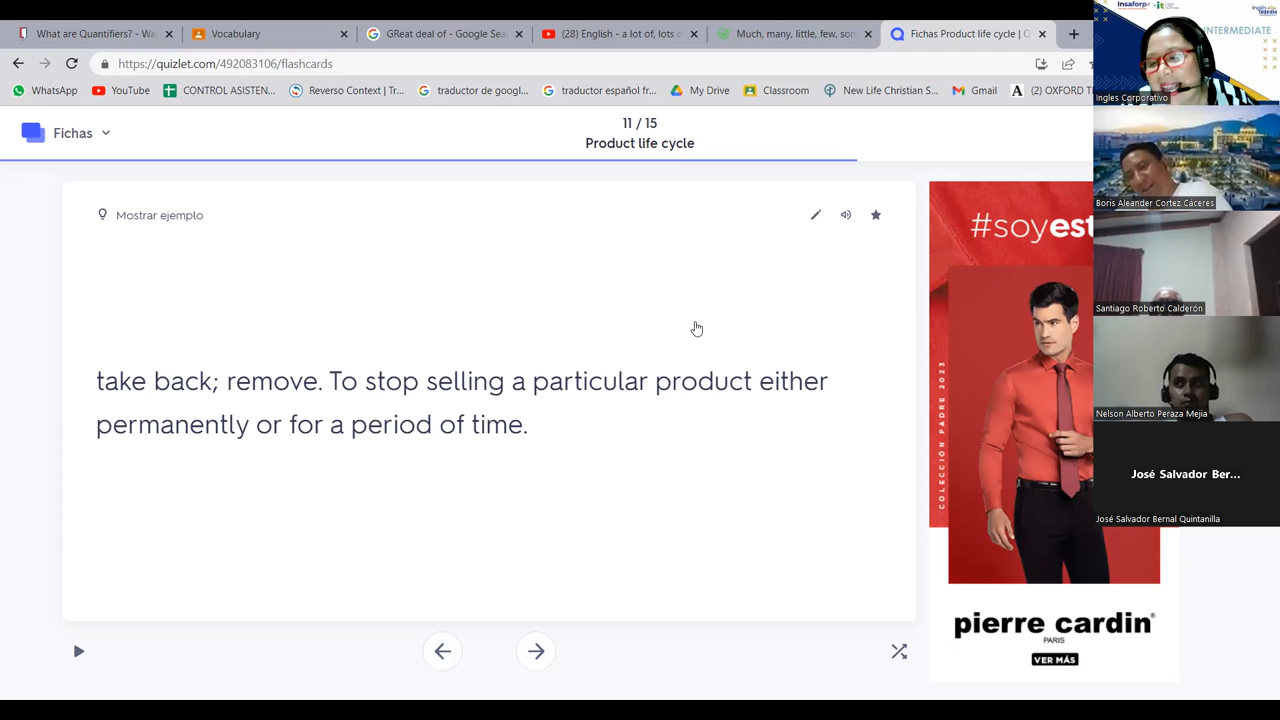 What are Quantifiers? - Wa
Vocabulary
GReat deal of - Google Sea
(18) English - a lot of, lots o
Much, many, little, few, som
Fichas Product life cycle | Q
https://quizlet.com/492083106/flashcards
WhatsApp
YouTube
CONTROL ASISTEN...
Reverso Context | Tr...
traductor de googl...
traductor español fr...
My Drive
Classroom
New Life Christian S...
Gmail
(2) OXFORD T
Fichas
11 / 15
Product life cycle
Mostrar ejemplo
take back; remove. To stop selling a particular product either
permanently or for a period of time.
#soyest
COLECCIÓN PADRE 2023
pierre cardin
PARIS
VER MÁS
Insaforp
INTERMEDIATE
Ingles Corporativo
Boris Aleander Cortez Cáceres
Santiago Roberto Calderón
Nelson Alberto Peraza Mejia
José Salvador Ber...
José Salvador Bernal Quintanilla